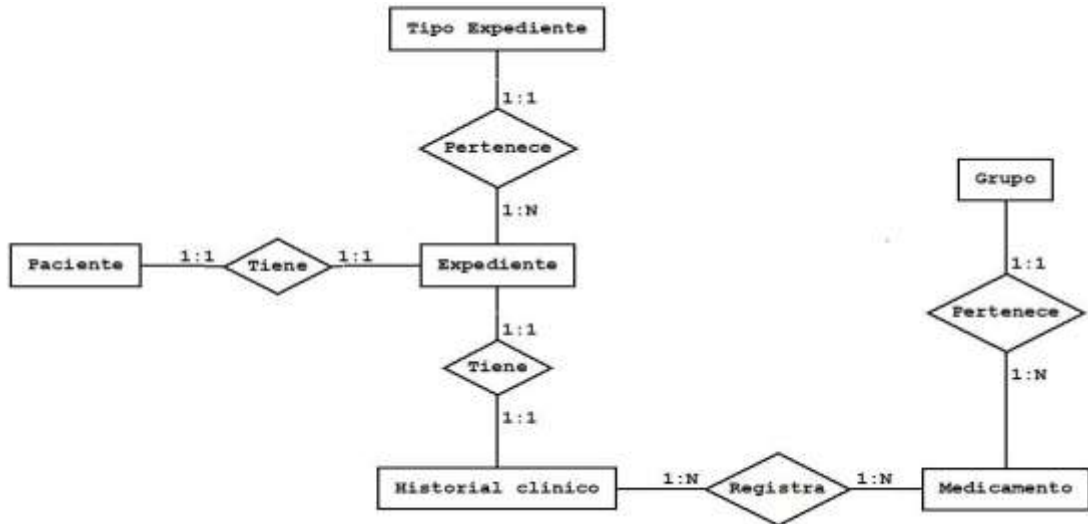 Tipo Expediente
1:1
Pertenece
1:N
Grupo
Paciente
1:1
Tiene
1:1
Expediente
1:1
Pertenece
1:1
Tiene
1:N
1:1
Historial clinico
1:N
Registra
1:N
Medicamento